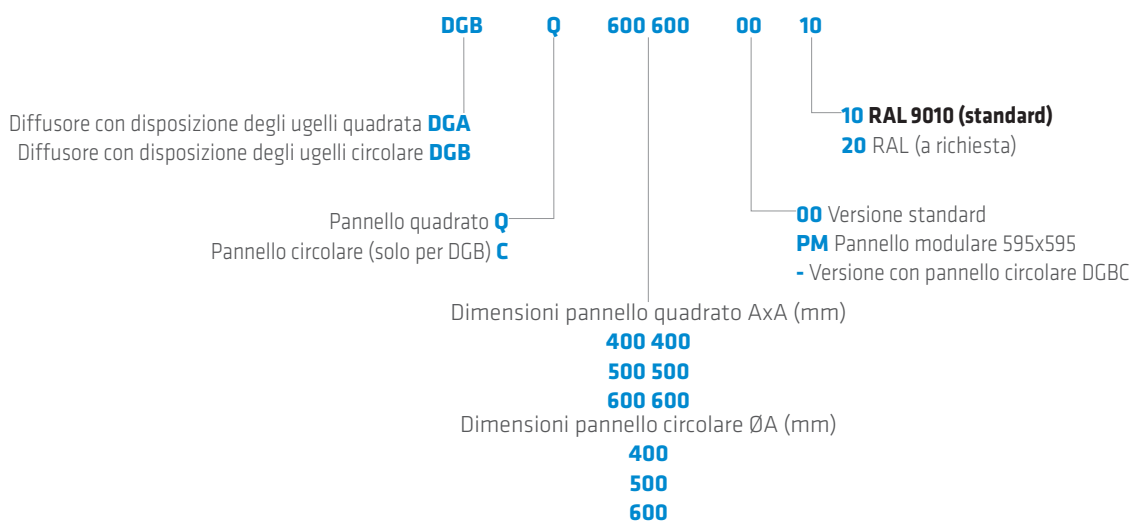 DGB Q 600 600 00 10
Diffusore con disposizione degli ugelli quadrata DGA
Diffusore con disposizione degli ugelli circolare DGB
10 RAL 9010 (standard)
20 RAL (a richiesta)
Pannello quadrato Q
Pannello circolare (solo per DGB) C
00 Versione standard
PM Pannello modulare 595x595
- Versione con pannello circolare DGBC
Dimensioni pannello quadrato AxA (mm)
400 400
500 500
600 600
Dimensioni pannello circolare ØA (mm)
400
500
600